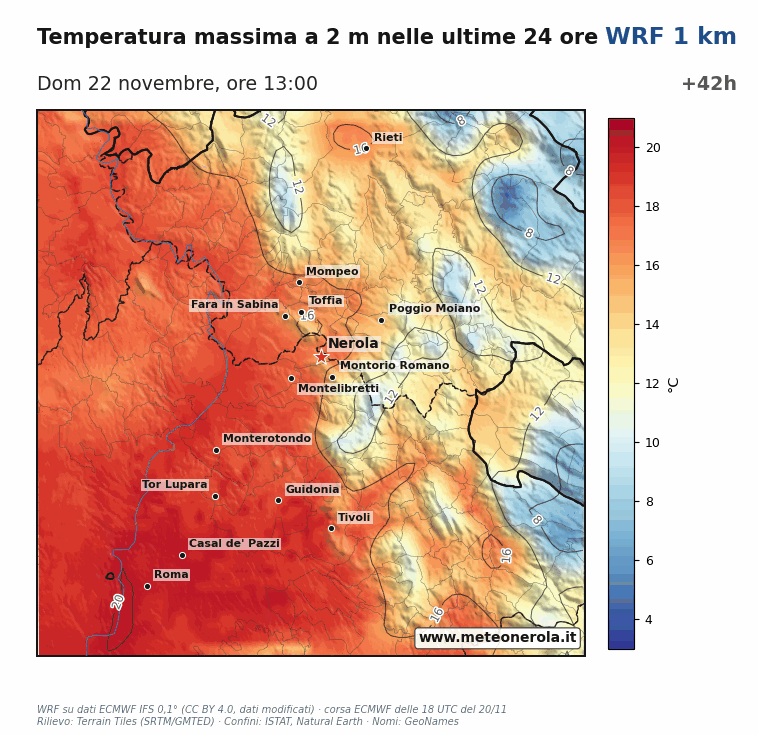 Temperatura massima a 2 m nelle ultime 24 ore WRF 1 km
Dom 22 novembre, ore 13:00 +42h
12
8
Rieti
16
8
12
8
12
Mompeo
12
Toffia
Fara in Sabina
16
Poggio Moiano
Nerola
Montorio Romano
Montelibretti
12
12
Monterotondo
Tor Lupara
Guidonia
Tivoli
8
Casal de' Pazzi
16
Roma
20
16
www.meteonerola.it
20
18
16
14
12
10
8
6
4
°C
WRF su dati ECMWF IFS 0,1° (CC BY 4.0, dati modificati) · corsa ECMWF delle 18 UTC del 20/11
Rilievo: Terrain Tiles (SRTM/GMTED) · Confini: ISTAT, Natural Earth · Nomi: GeoNames